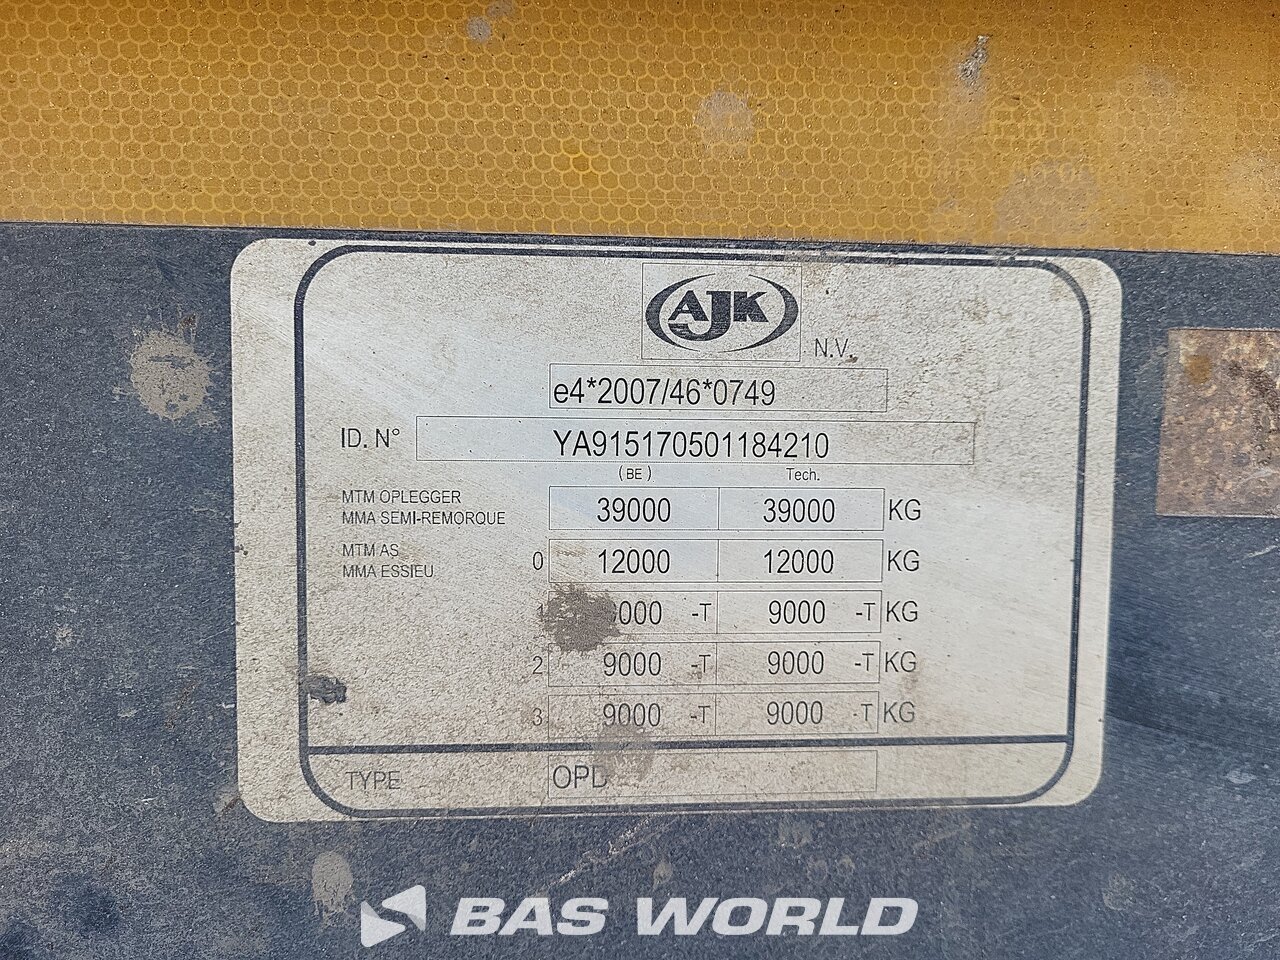 AJK N.V.
e4*2007/46*0749
ID. N° YA915170501184210
(BE) Tech.
MTM OPLEGGER
MMA SEMI-REMORQUE 39000 39000 KG
MTM AS
MMA ESSIEU 0 12000 12000 KG
1 9000 -T 9000 -T KG
2 9000 -T 9000 -T KG
3 9000 -T 9000 -T KG
TYPE OPD
BAS WORLD